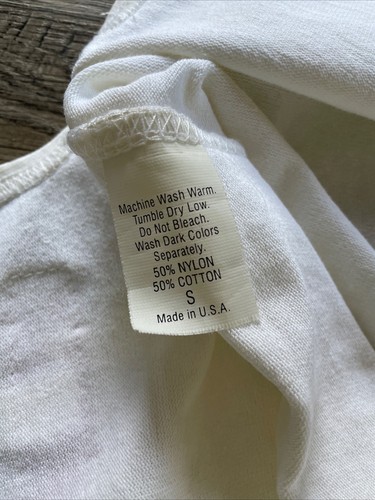 Machine Wash Warm.
Tumble Dry Low.
Do Not Bleach.
Wash Dark Colors
Separately.
50% NYLON
50% COTTON
S
Made in U.S.A.